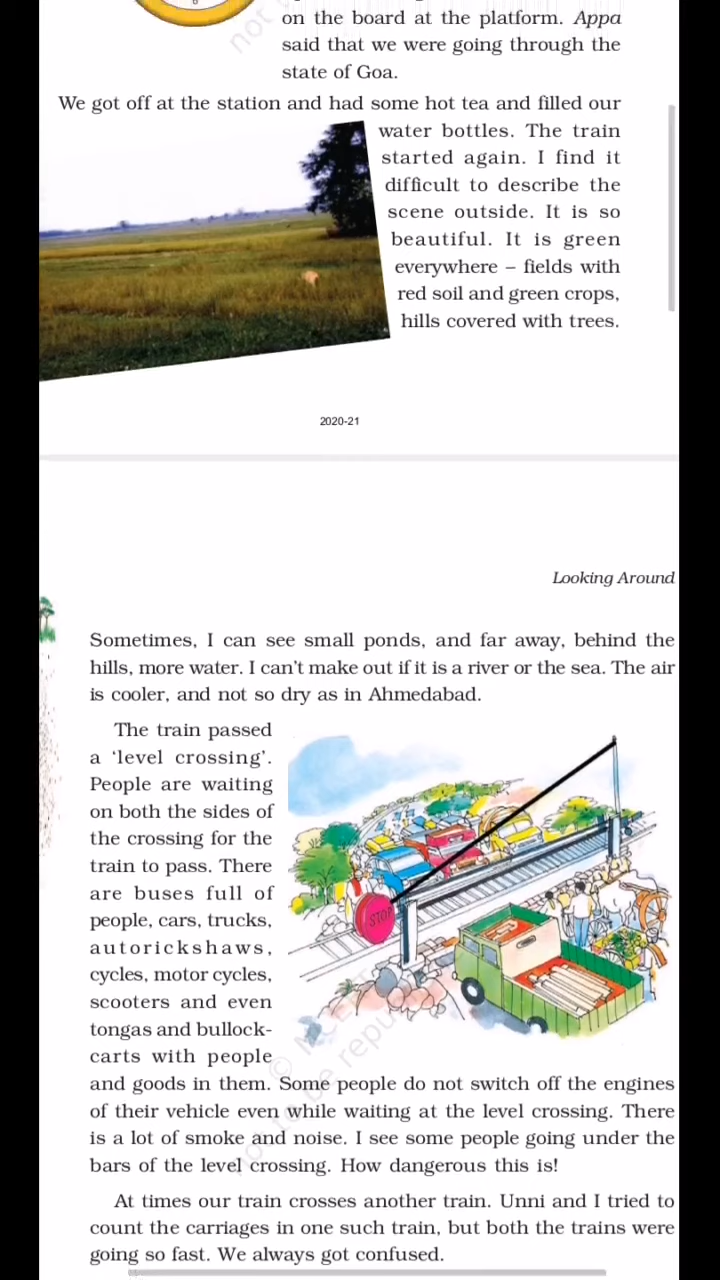 on the board at the platform. Appa
said that we were going through the
state of Goa.
We got off at the station and had some hot tea and filled our
water bottles. The train
started again. I find it
difficult to describe the
scene outside. It is so
beautiful. It is green
everywhere – fields with
red soil and green crops,
hills covered with trees.
2020-21
Looking Around
Sometimes, I can see small ponds, and far away, behind the
hills, more water. I can't make out if it is a river or the sea. The air
is cooler, and not so dry as in Ahmedabad.
The train passed
a 'level crossing'.
People are waiting
on both the sides of
the crossing for the
train to pass. There
are buses full of
people, cars, trucks,
autorickshaws,
cycles, motor cycles,
scooters and even
tongas and bullock-
carts with people
STOP
and goods in them. Some people do not switch off the engines
of their vehicle even while waiting at the level crossing. There
is a lot of smoke and noise. I see some people going under the
bars of the level crossing. How dangerous this is!
At times our train crosses another train. Unni and I tried to
count the carriages in one such train, but both the trains were
going so fast. We always got confused.